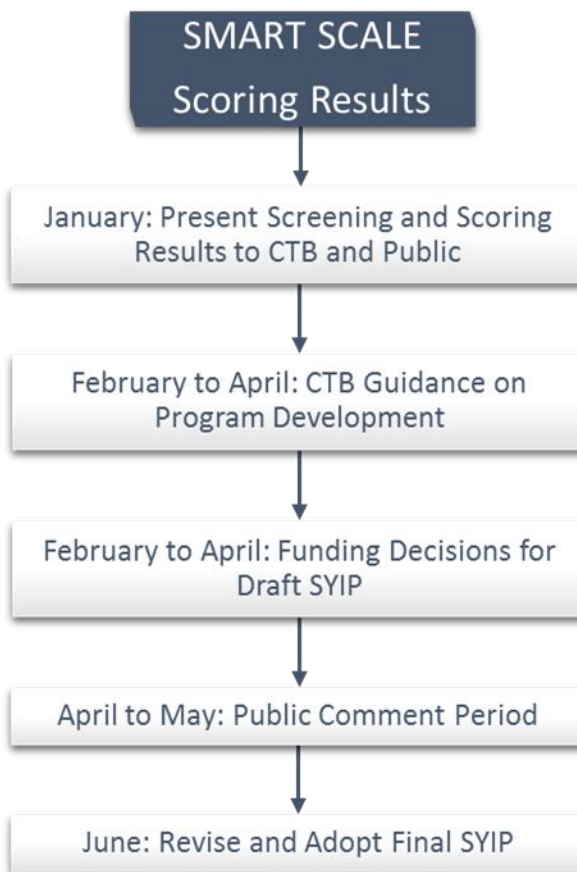 SMART SCALE
Scoring Results
January: Present Screening and Scoring
Results to CTB and Public
February to April: CTB Guidance on
Program Development
February to April: Funding Decisions for
Draft SYIP
April to May: Public Comment Period
June: Revise and Adopt Final SYIP